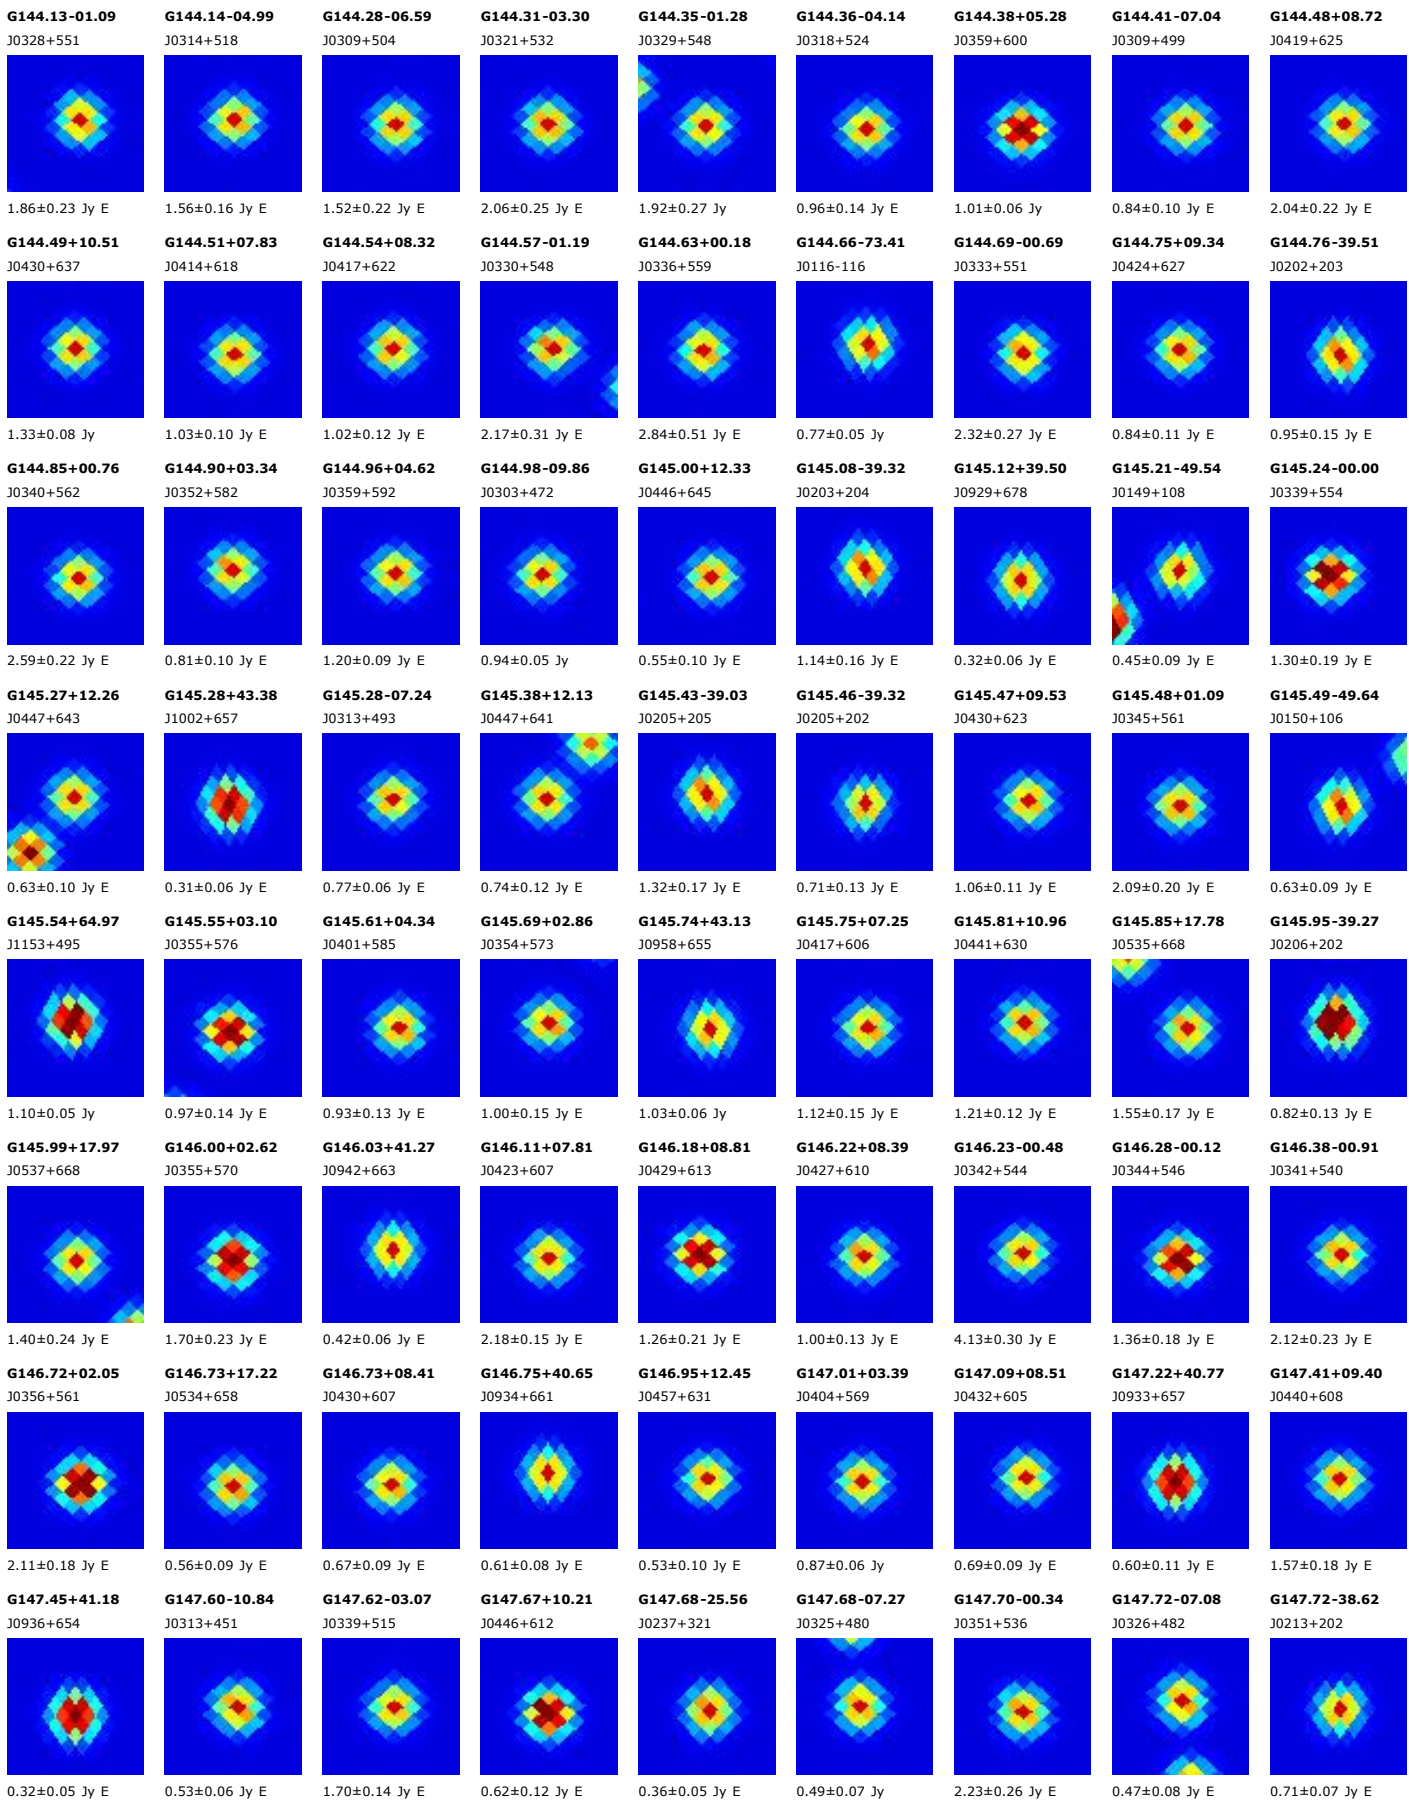 G144.13-01.09 G144.14-04.99 G144.28-06.59 G144.31-03.30 G144.35-01.28 G144.36-04.14 G144.38+05.28 G144.41-07.04 G144.48+08.72
J0328+551 J0314+518 J0309+504 J0321+532 J0329+548 J0318+524 J0359+600 J0309+499 J0419+625
1.86±0.23 Jy E 1.56±0.16 Jy E 1.52±0.22 Jy E 2.06±0.25 Jy E 1.92±0.27 Jy 0.96±0.14 Jy E 1.01±0.06 Jy 0.84±0.10 Jy E 2.04±0.22 Jy E
G144.49+10.51 G144.51+07.83 G144.54+08.32 G144.57-01.19 G144.63+00.18 G144.66-73.41 G144.69-00.69 G144.75+09.34 G144.76-39.51
J0430+637 J0414+618 J0417+622 J0330+548 J0336+559 J0116-116 J0333+551 J0424+627 J0202+203
1.33±0.08 Jy 1.03±0.10 Jy E 1.02±0.12 Jy E 2.17±0.31 Jy E 2.84±0.51 Jy E 0.77±0.05 Jy 2.32±0.27 Jy E 0.84±0.11 Jy E 0.95±0.15 Jy E
G144.85+00.76 G144.90+03.34 G144.96+04.62 G144.98-09.86 G145.00+12.33 G145.08-39.32 G145.12+39.50 G145.21-49.54 G145.24-00.00
J0340+562 J0352+582 J0359+592 J0303+472 J0446+645 J0203+204 J0929+678 J0149+108 J0339+554
2.59±0.22 Jy E 0.81±0.10 Jy E 1.20±0.09 Jy E 0.94±0.05 Jy 0.55±0.10 Jy E 1.14±0.16 Jy E 0.32±0.06 Jy E 0.45±0.09 Jy E 1.30±0.19 Jy E
G145.27+12.26 G145.28+43.38 G145.28-07.24 G145.38+12.13 G145.43-39.03 G145.46-39.32 G145.47+09.53 G145.48+01.09 G145.49-49.64
J0447+643 J1002+657 J0313+493 J0447+641 J0205+205 J0205+202 J0430+623 J0345+561 J0150+106
0.63±0.10 Jy E 0.31±0.06 Jy E 0.77±0.06 Jy E 0.74±0.12 Jy E 1.32±0.17 Jy E 0.71±0.13 Jy E 1.06±0.11 Jy E 2.09±0.20 Jy E 0.63±0.09 Jy E
G145.54+64.97 G145.55+03.10 G145.61+04.34 G145.69+02.86 G145.74+43.13 G145.75+07.25 G145.81+10.96 G145.85+17.78 G145.95-39.27
J1153+495 J0355+576 J0401+585 J0354+573 J0958+655 J0417+606 J0441+630 J0535+668 J0206+202
1.10±0.05 Jy 0.97±0.14 Jy E 0.93±0.13 Jy E 1.00±0.15 Jy E 1.03±0.06 Jy 1.12±0.15 Jy E 1.21±0.12 Jy E 1.55±0.17 Jy E 0.82±0.13 Jy E
G145.99+17.97 G146.00+02.62 G146.03+41.27 G146.11+07.81 G146.18+08.81 G146.22+08.39 G146.23-00.48 G146.28-00.12 G146.38-00.91
J0537+668 J0355+570 J0942+663 J0423+607 J0429+613 J0427+610 J0342+544 J0344+546 J0341+540
1.40±0.24 Jy E 1.70±0.23 Jy E 0.42±0.06 Jy E 2.18±0.15 Jy E 1.26±0.21 Jy E 1.00±0.13 Jy E 4.13±0.30 Jy E 1.36±0.18 Jy E 2.12±0.23 Jy E
G146.72+02.05 G146.73+17.22 G146.73+08.41 G146.75+40.65 G146.95+12.45 G147.01+03.39 G147.09+08.51 G147.22+40.77 G147.41+09.40
J0356+561 J0534+658 J0430+607 J0934+661 J0457+631 J0404+569 J0432+605 J0933+657 J0440+608
2.11±0.18 Jy E 0.56±0.09 Jy E 0.67±0.09 Jy E 0.61±0.08 Jy E 0.53±0.10 Jy E 0.87±0.06 Jy 0.69±0.09 Jy E 0.60±0.11 Jy E 1.57±0.18 Jy E
G147.45+41.18 G147.60-10.84 G147.62-03.07 G147.67+10.21 G147.68-25.56 G147.68-07.27 G147.70-00.34 G147.72-07.08 G147.72-38.62
J0936+654 J0313+451 J0339+515 J0446+612 J0237+321 J0325+480 J0351+536 J0326+482 J0213+202
0.32±0.05 Jy E 0.53±0.06 Jy E 1.70±0.14 Jy E 0.62±0.12 Jy E 0.36±0.05 Jy E 0.49±0.07 Jy 2.23±0.26 Jy E 0.47±0.08 Jy E 0.71±0.07 Jy E